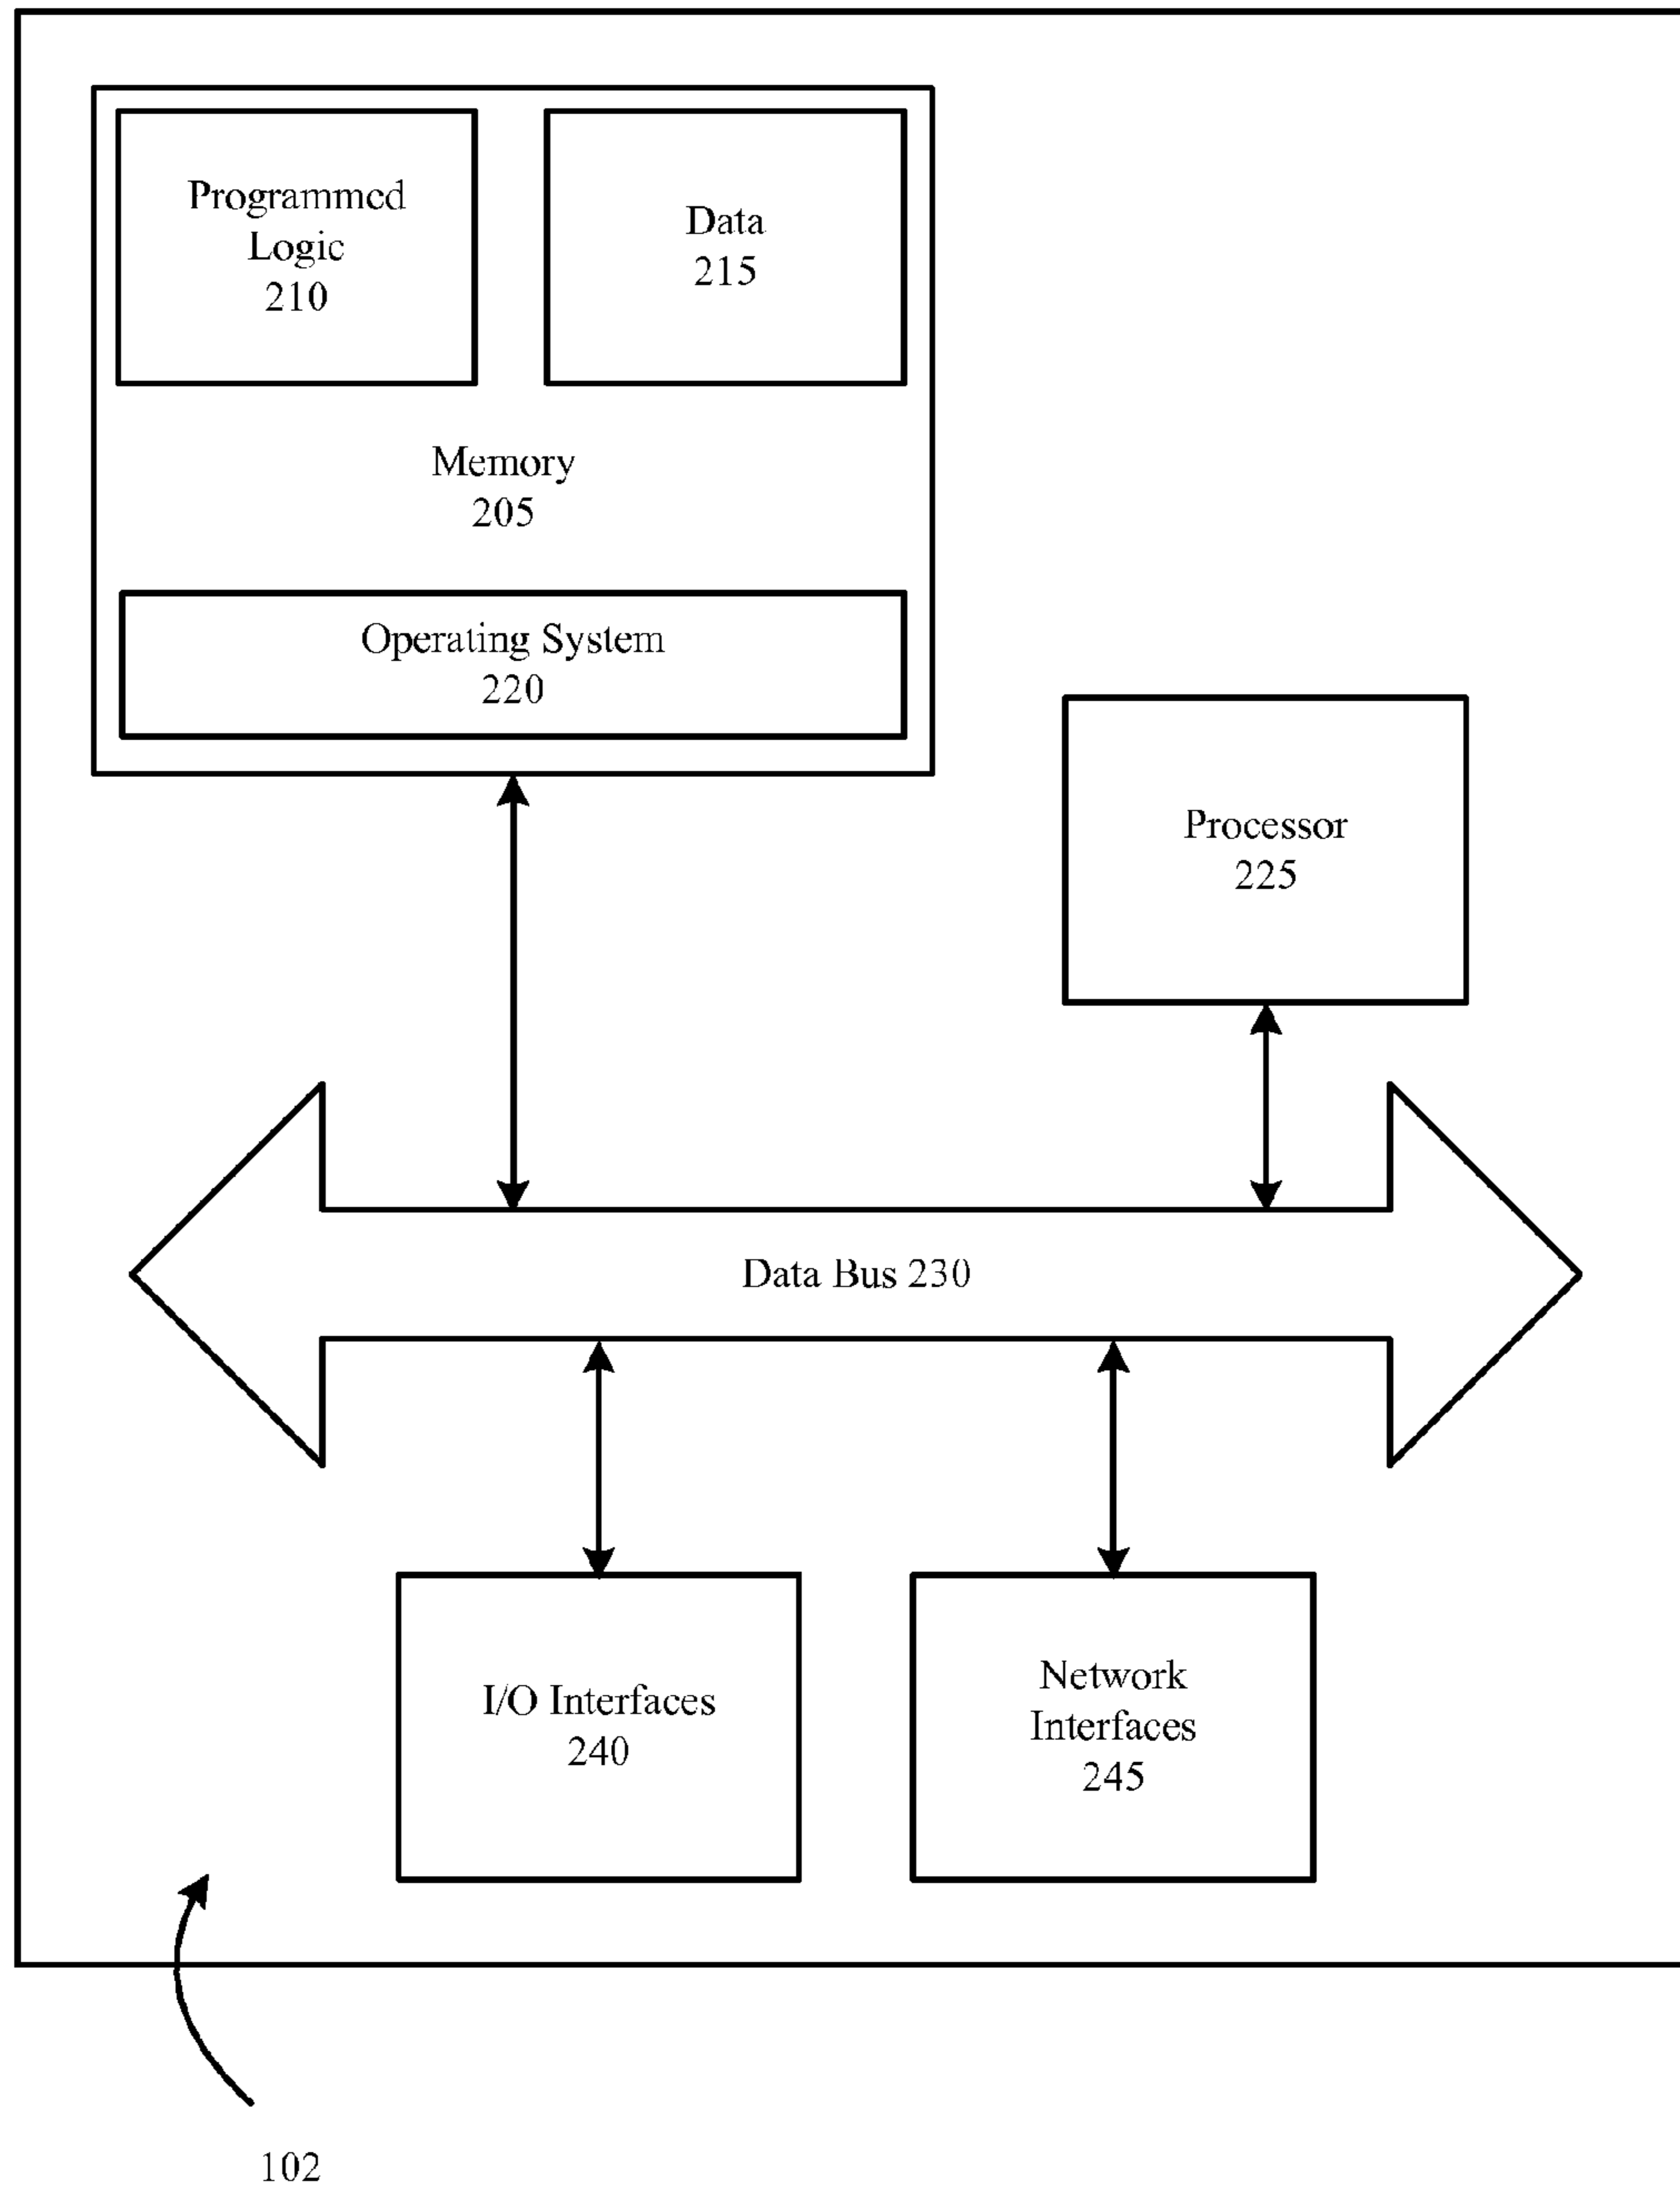 Programmed
Logic
210
Data
215
Memory
205
Operating System
220
Processor
225
Data Bus 230
I/O Interfaces
240
Network
Interfaces
245
102